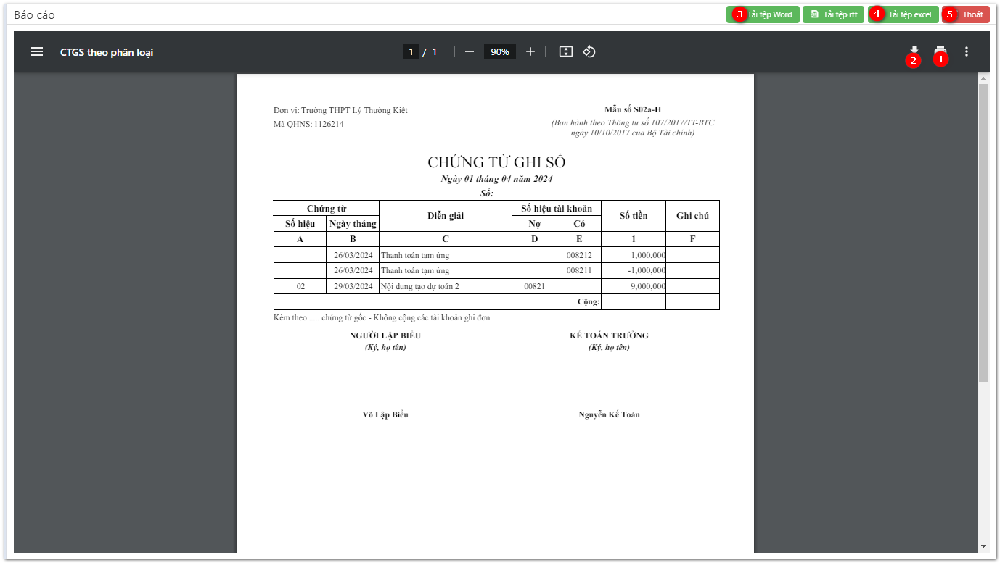 Báo cáo
3 Tải tệp Word Tải tệp rtf 4 Tải tệp excel 5 Thoát
CTGS theo phân loại 1 / 1 90%
2 1
Đơn vị: Trường THPT Lý Thường Kiệt
Mã QHNS: 1126214
Mẫu số S02a-H
(Ban hành theo Thông tư số 107/2017/TT-BTC
ngày 10/10/2017 của Bộ Tài chính)
CHỨNG TỪ GHI SỔ
Ngày 01 tháng 04 năm 2024
Số:
Chứng từ Diễn giải Số hiệu tài khoản Số tiền Ghi chú
Số hiệu Ngày tháng Nợ Có
A B C D E 1 F
26/03/2024 Thanh toán tạm ứng 008212 1,000,000
26/03/2024 Thanh toán tạm ứng 008211 -1,000,000
02 29/03/2024 Nội dung tạo dự toán 2 00821 9,000,000
Cộng:
Kèm theo ..... chứng từ gốc - Không cộng các tài khoản ghi đơn
NGƯỜI LẬP BIỂU KẾ TOÁN TRƯỞNG
(Ký, họ tên) (Ký, họ tên)
Võ Lập Biểu Nguyễn Kế Toán